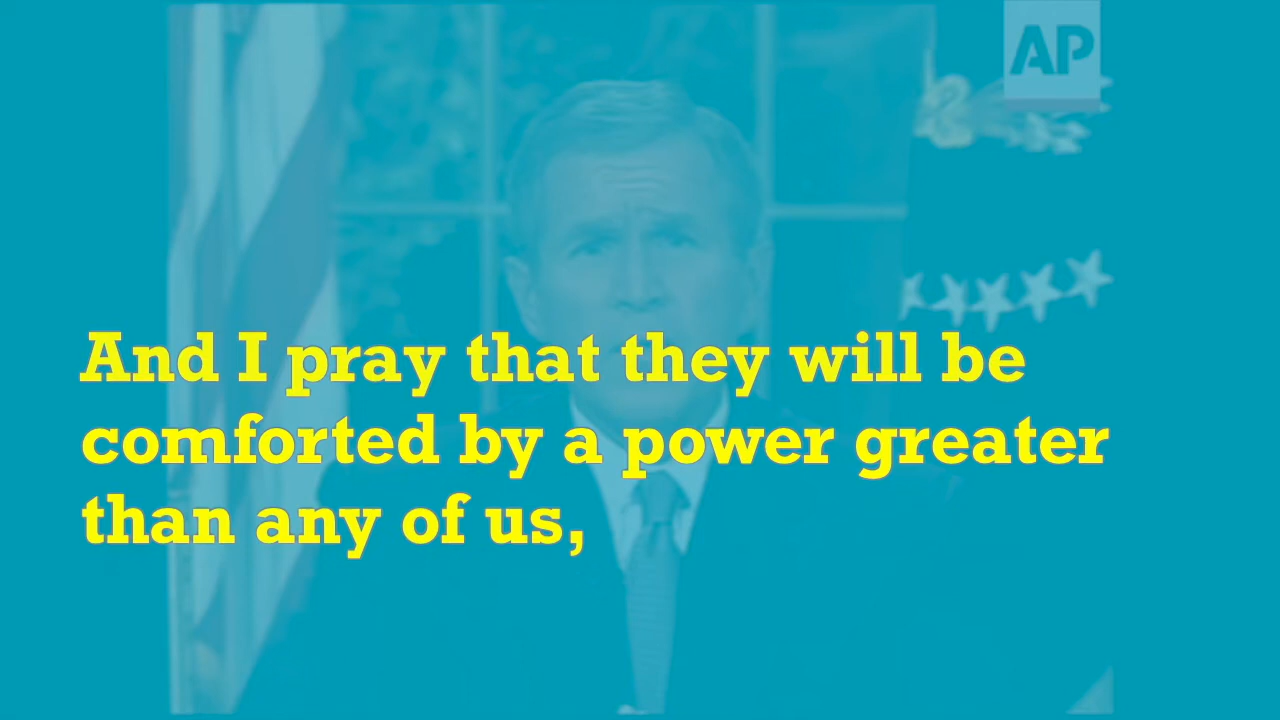 AP
And I pray that they will be
comforted by a power greater
than any of us,